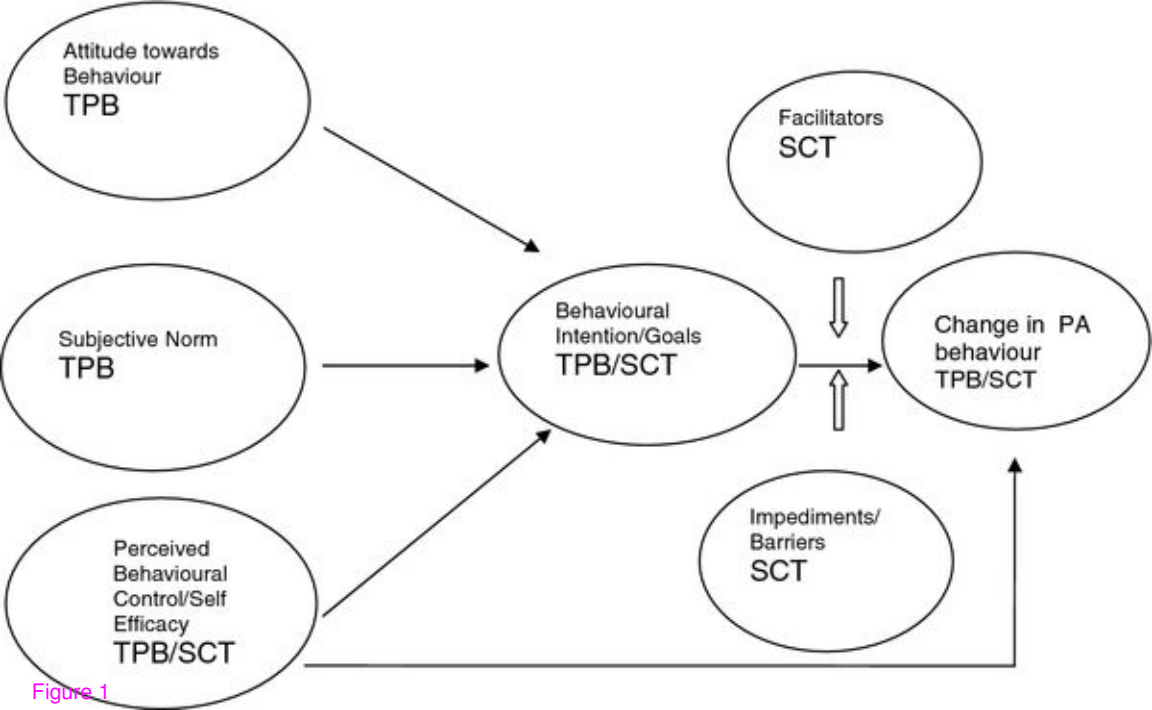 Attitude towards
Behaviour
TPB
Facilitators
SCT
Subjective Norm
TPB
Behavioural
Intention/Goals
TPB/SCT
Change in PA
behaviour
TPB/SCT
Perceived
Behavioural
Control/Self
Efficacy
TPB/SCT
Impediments/
Barriers
SCT
Figure 1